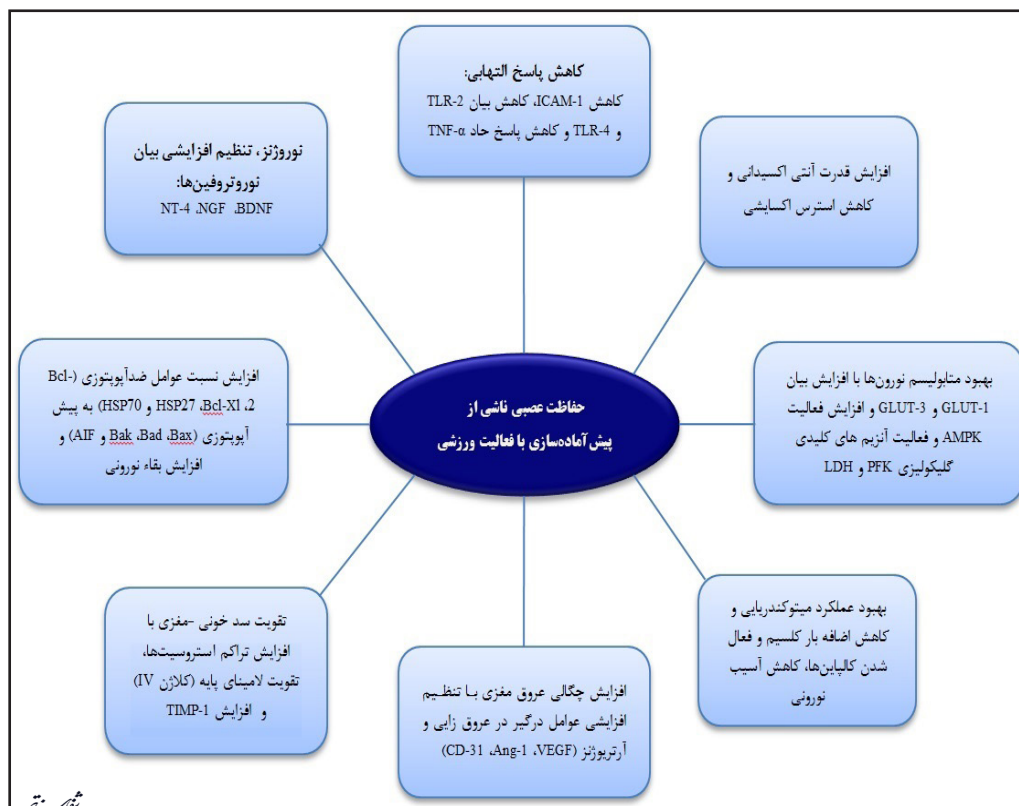 کاهش پاسخ التهابی:
کاهش ICAM-1، کاهش بیان TLR-2
و TLR-4 و کاهش پاسخ حاد TNF-α
افزایش قدرت آنتی اکسیدانی و
کاهش استرس اکسایشی
بهبود متابولیسم نورون‌ها با افزایش بیان
GLUT-1 و GLUT-3 و افزایش فعالیت
AMPK و فعالیت آنزیم های کلیدی
گلیکولیزی PFK و LDH
بهبود عملکرد میتوکندریایی و
کاهش اضافه بار کلسیم و فعال
شدن کالپاین‌ها، کاهش آسیب
نورونی
افزایش چگالی عروق مغزی با تنظیم
افزایشی عوامل درگیر در عروق زایی و
آرتریوژنز (CD-31 ،Ang-1 ،VEGF)
تقویت سد خونی -مغزی با
افزایش تراکم استروسیت‌ها،
تقویت لامینای پایه (کلاژن IV)
و افزایش TIMP-1
افزایش نسبت عوامل ضدآپوپتوزی (Bcl-
2، Bcl-Xl، HSP27 و HSP70) به پیش
آپوپتوزی (Bax، Bad، Bak و AIF) و
افزایش بقاء نورونی
نوروژنز، تنظیم افزایشی بیان
نوروتروفین‌ها:
NT-4 ،NGF ،BDNF
حفاظت عصبی ناشی از
پیش‌آماده‌سازی با فعالیت ورزشی